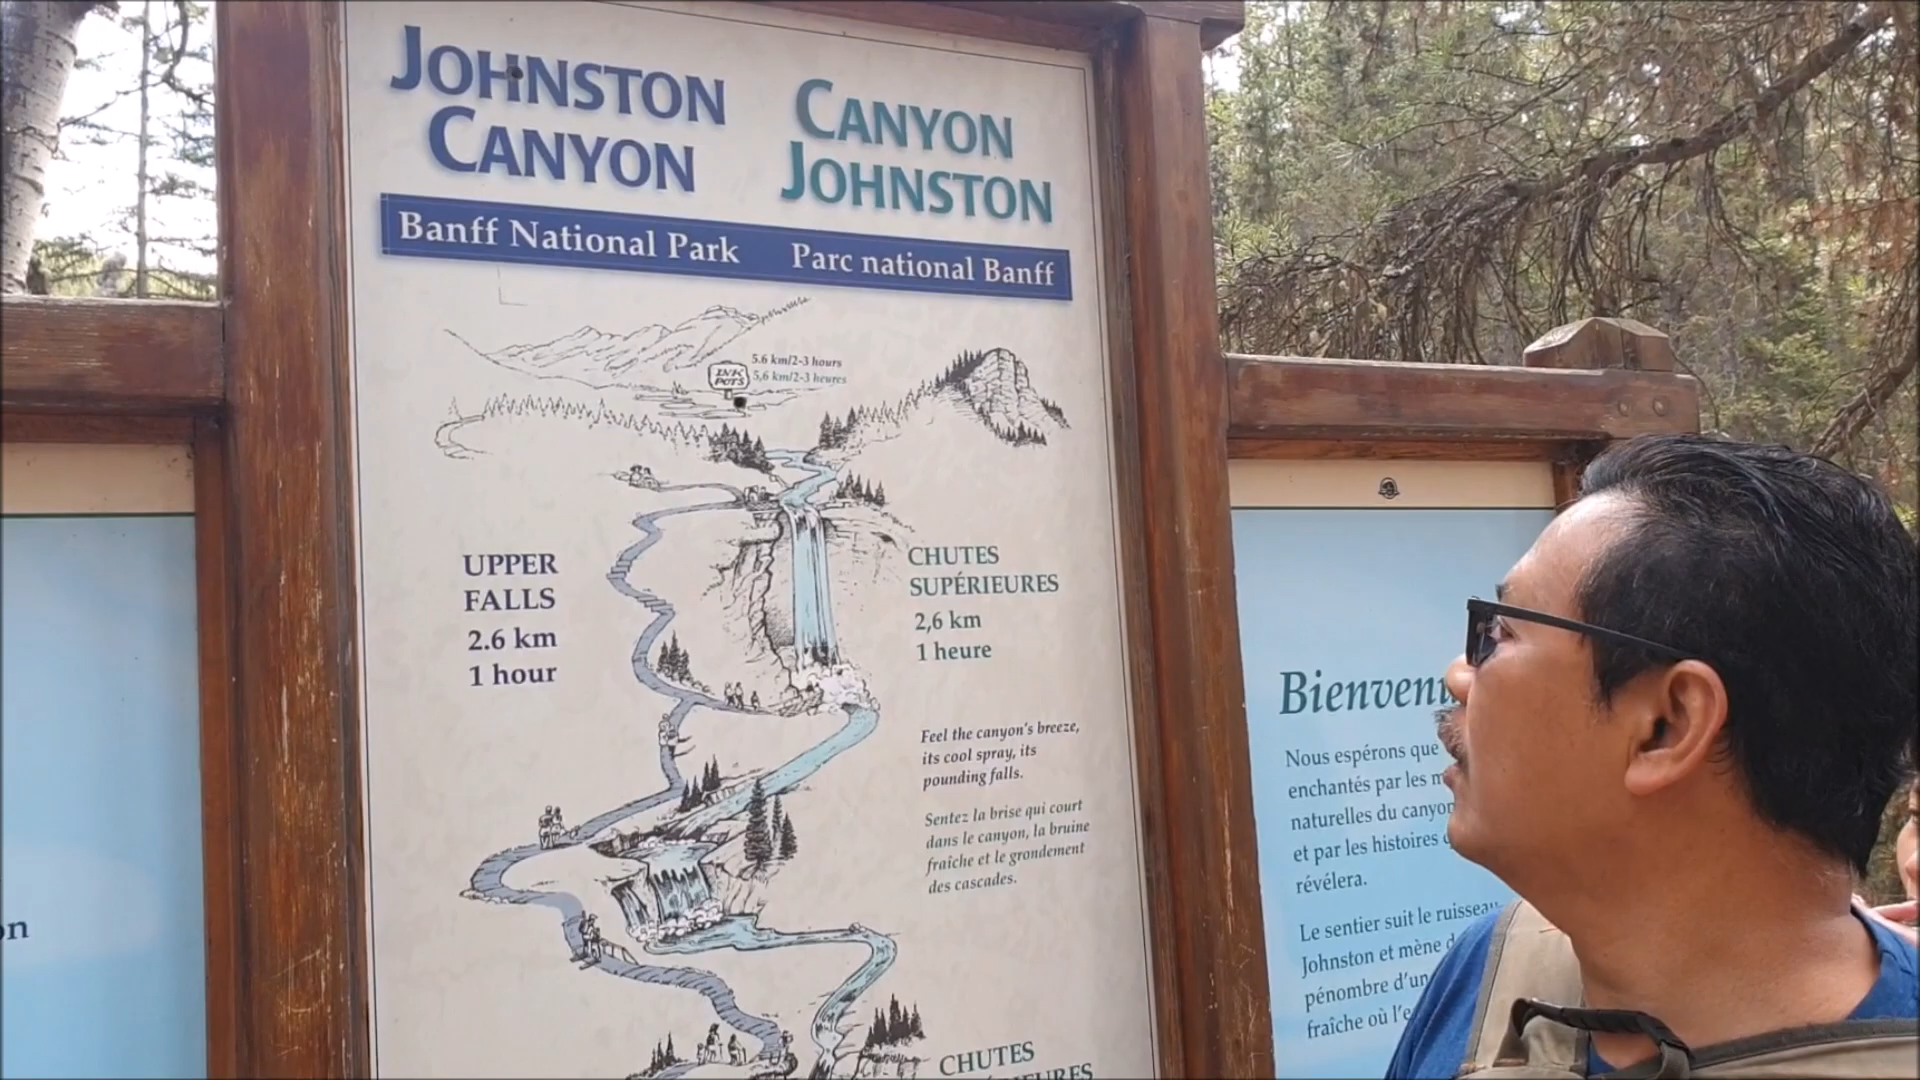 JOHNSTON
CANYON
CANYON
JOHNSTON
Banff National Park
Parc national Banff
INK
POTS
5.6 km/2-3 hours
5,6 km/2-3 heures
UPPER
FALLS
2.6 km
1 hour
CHUTES
SUPÉRIEURES
2,6 km
1 heure
Feel the canyon's breeze,
its cool spray, its
pounding falls.
Sentez la brise qui court
dans le canyon, la bruine
fraîche et le grondement
des cascades.
CHUTES
on
Nous espérons que
enchantés par les
naturelles du canyon
et par les histoires
révélera.
Le sentier suit le
Johnston et mène
pénombre d'un
fraîche où